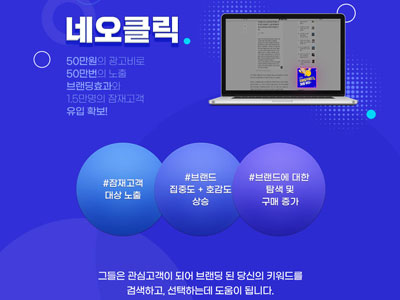 네오클릭
50만원의 광고비로
50만번의 노출
브랜딩효과와
1.5만명의 잠재고객
유입 확보!
#잠재고객
대상 노출
#브랜드
집중도 + 호감도
상승
#브랜드에 대한
탐색 및
구매 증가
그들은 관심고객이 되어 브랜딩 된 당신의 키워드를
검색하고, 선택하는데 도움이 됩니다.